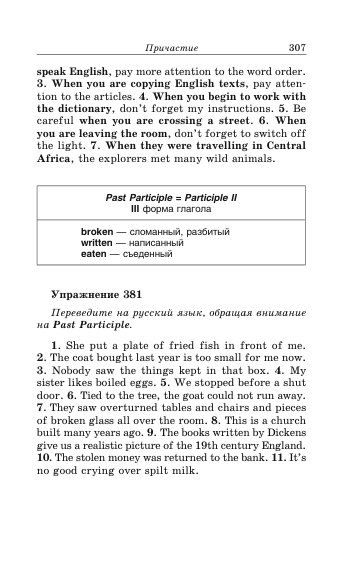 Причастие 307
speak English, pay more attention to the word order.
3. When you are copying English texts, pay atten-
tion to the articles. 4. When you begin to work with
the dictionary, don't forget my instructions. 5. Be
careful when you are crossing a street. 6. When
you are leaving the room, don't forget to switch off
the light. 7. When they were travelling in Central
Africa, the explorers met many wild animals.
Past Participle = Participle II
III форма глагола
broken — сломанный, разбитый
written — написанный
eaten — съеденный
Упражнение 381
Переведите на русский язык, обращая внимание
на Past Participle.
1. She put a plate of fried fish in front of me.
2. The coat bought last year is too small for me now.
3. Nobody saw the things kept in that box. 4. My
sister likes boiled eggs. 5. We stopped before a shut
door. 6. Tied to the tree, the goat could not run away.
7. They saw overturned tables and chairs and pieces
of broken glass all over the room. 8. This is a church
built many years ago. 9. The books written by Dickens
give us a realistic picture of the 19th century England.
10. The stolen money was returned to the bank. 11. It's
no good crying over spilt milk.